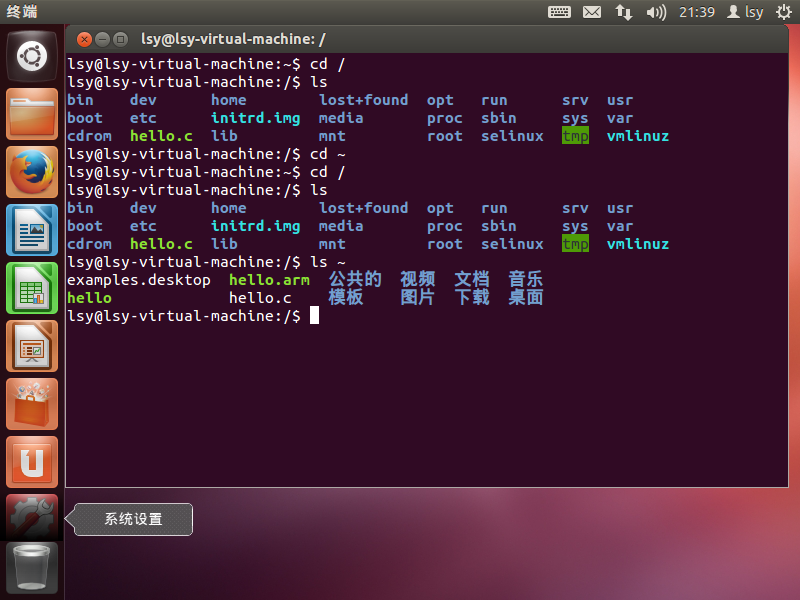 终端
21:39 lsy
lsy@lsy-virtual-machine: /
lsy@lsy-virtual-machine:~$ cd /
lsy@lsy-virtual-machine:/$ ls
bin dev home lost+found opt run srv usr
boot etc initrd.img media proc sbin sys var
cdrom hello.c lib mnt root selinux tmp vmlinuz
lsy@lsy-virtual-machine:/$ cd ~
lsy@lsy-virtual-machine:~$ cd /
lsy@lsy-virtual-machine:/$ ls
bin dev home lost+found opt run srv usr
boot etc initrd.img media proc sbin sys var
cdrom hello.c lib mnt root selinux tmp vmlinuz
lsy@lsy-virtual-machine:/$ ls ~
examples.desktop hello.arm 公共的 视频 文档 音乐
hello hello.c 模板 图片 下载 桌面
lsy@lsy-virtual-machine:/$
系统设置